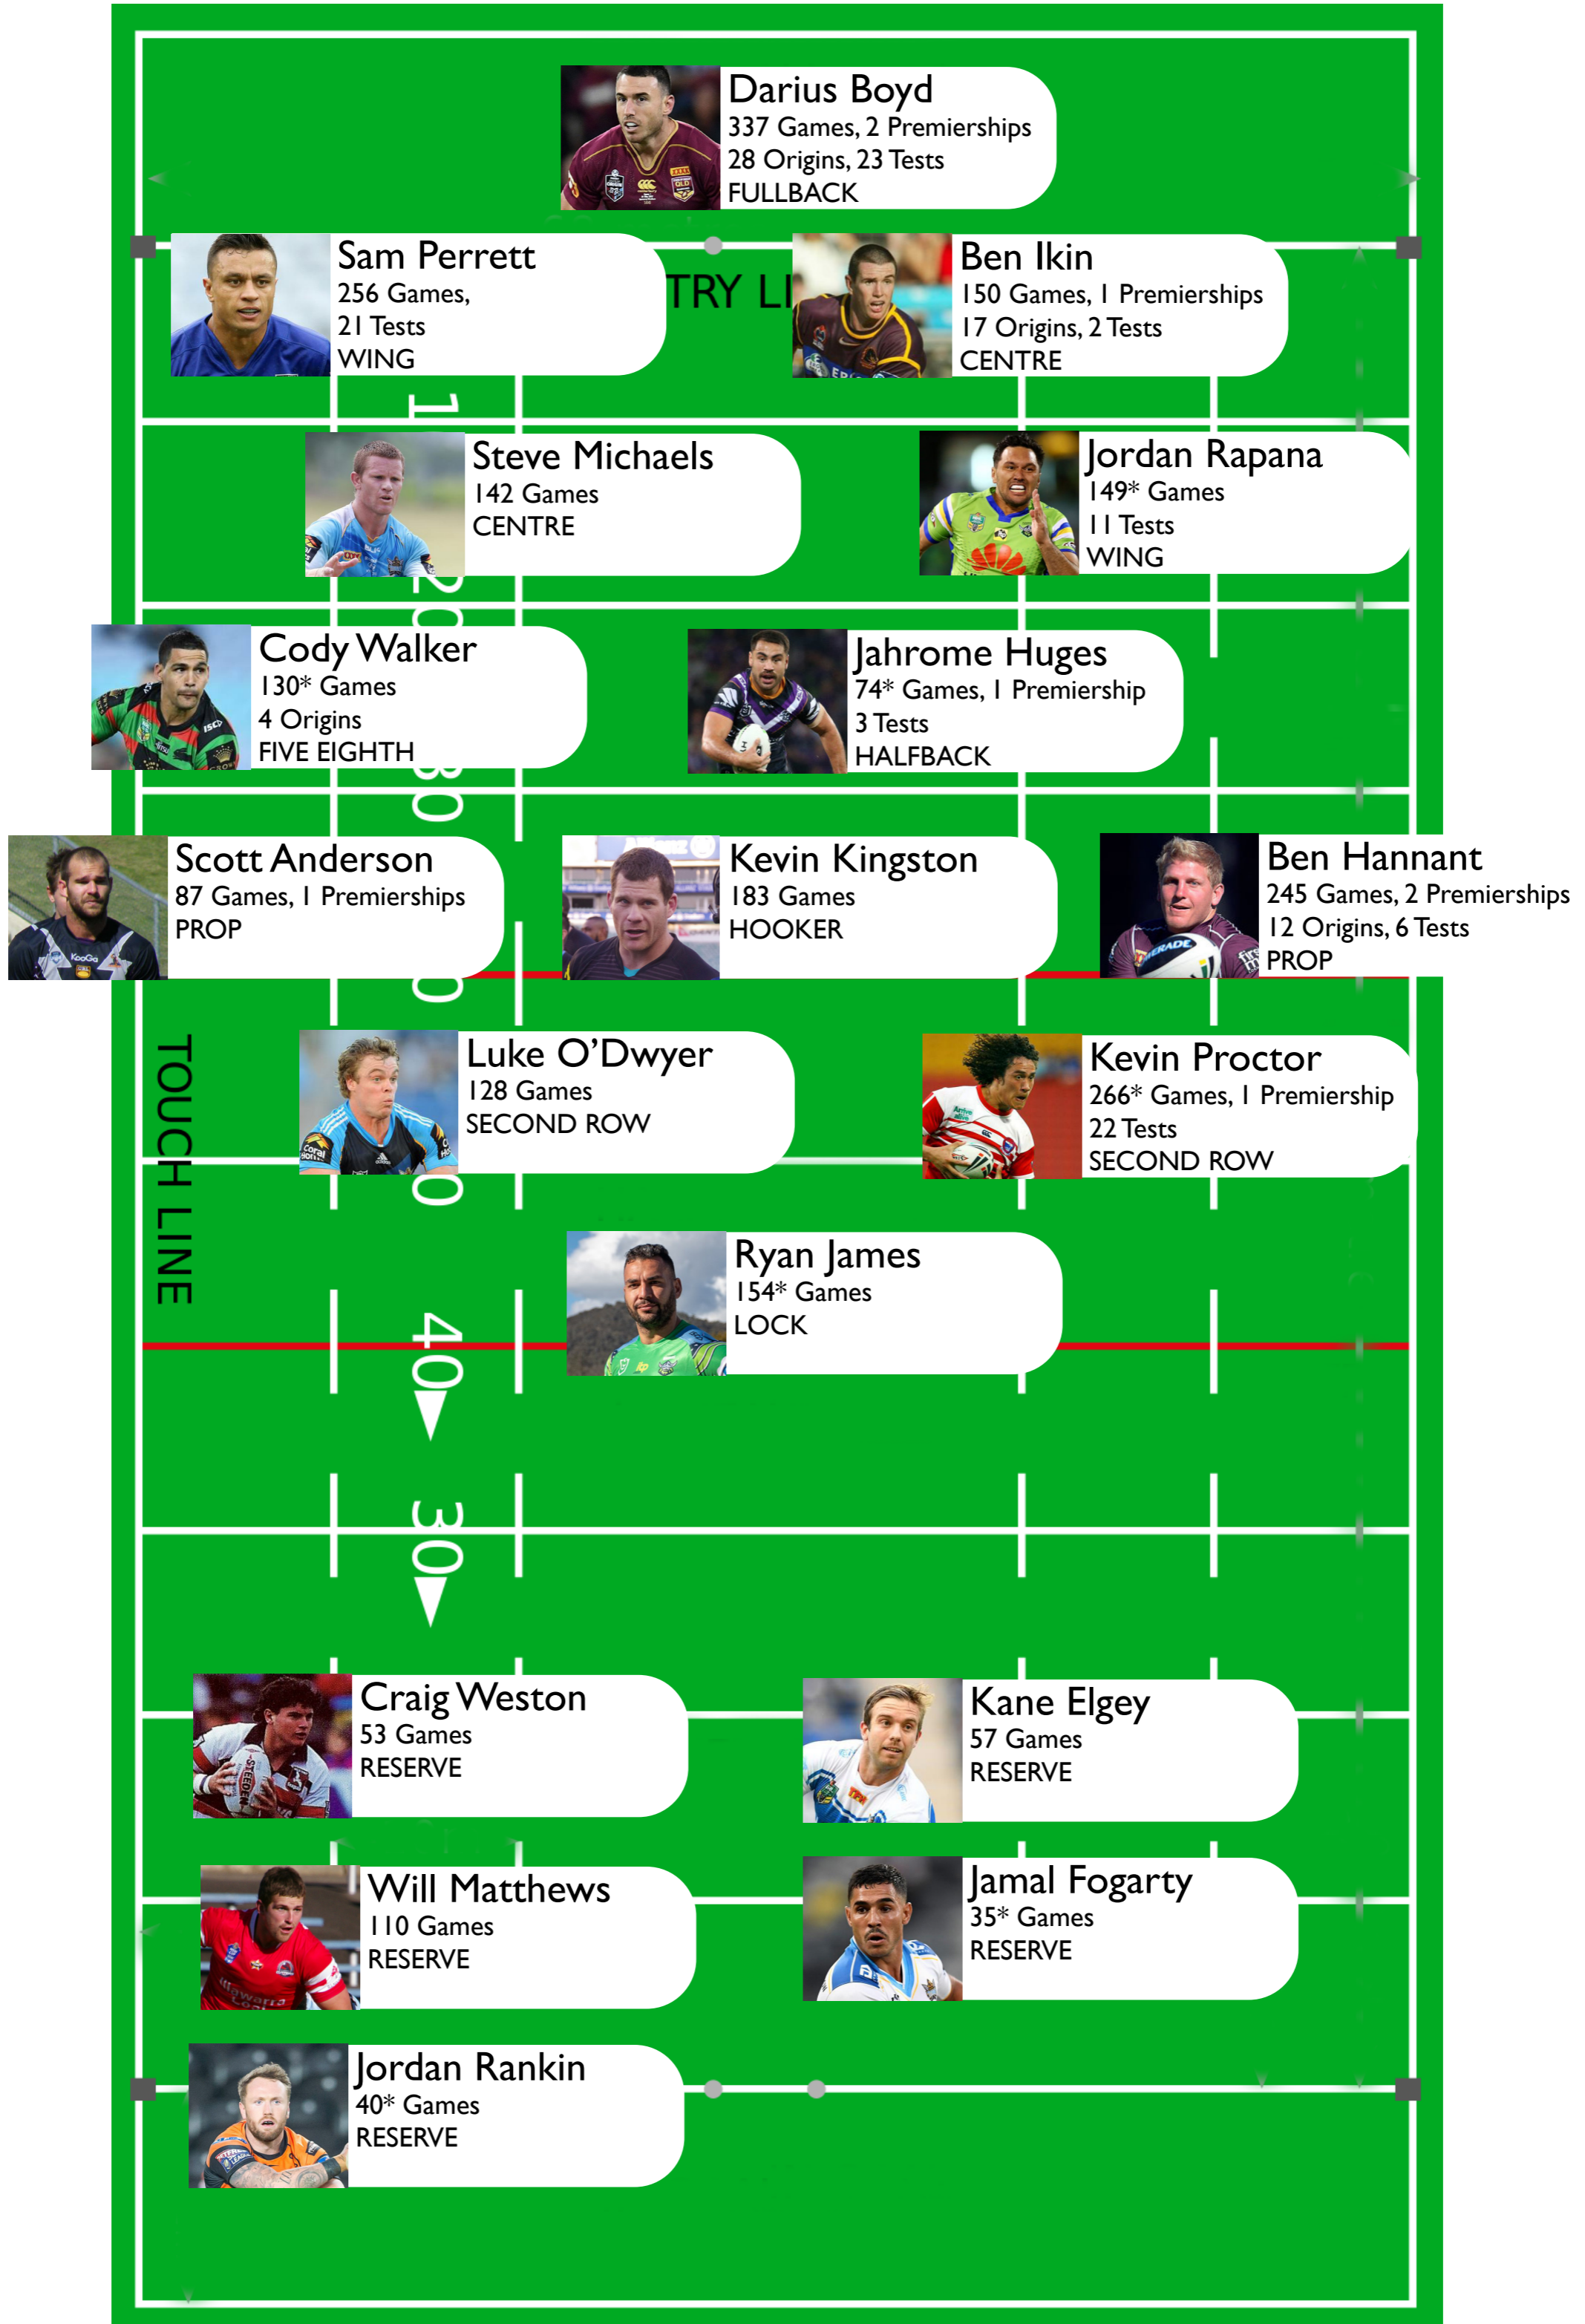 Darius Boyd
337 Games, 2 Premierships
28 Origins, 23 Tests
FULLBACK
Sam Perrett
256 Games,
21 Tests
WING
TRY LI
Ben Ikin
150 Games, 1 Premierships
17 Origins, 2 Tests
CENTRE
1
Steve Michaels
142 Games
CENTRE
Jordan Rapana
149* Games
11 Tests
WING
20
Cody Walker
130* Games
4 Origins
FIVE EIGHTH
Jahrome Huges
74* Games, 1 Premiership
3 Tests
HALFBACK
30
Scott Anderson
87 Games, 1 Premierships
PROP
Kevin Kingston
183 Games
HOOKER
Ben Hannant
245 Games, 2 Premierships
12 Origins, 6 Tests
PROP
0
TOUCH LINE
Luke O’Dwyer
128 Games
SECOND ROW
Kevin Proctor
266* Games, 1 Premiership
22 Tests
SECOND ROW
0
Ryan James
154* Games
LOCK
40
30
Craig Weston
53 Games
RESERVE
Kane Elgey
57 Games
RESERVE
Will Matthews
110 Games
RESERVE
Jamal Fogarty
35* Games
RESERVE
Jordan Rankin
40* Games
RESERVE